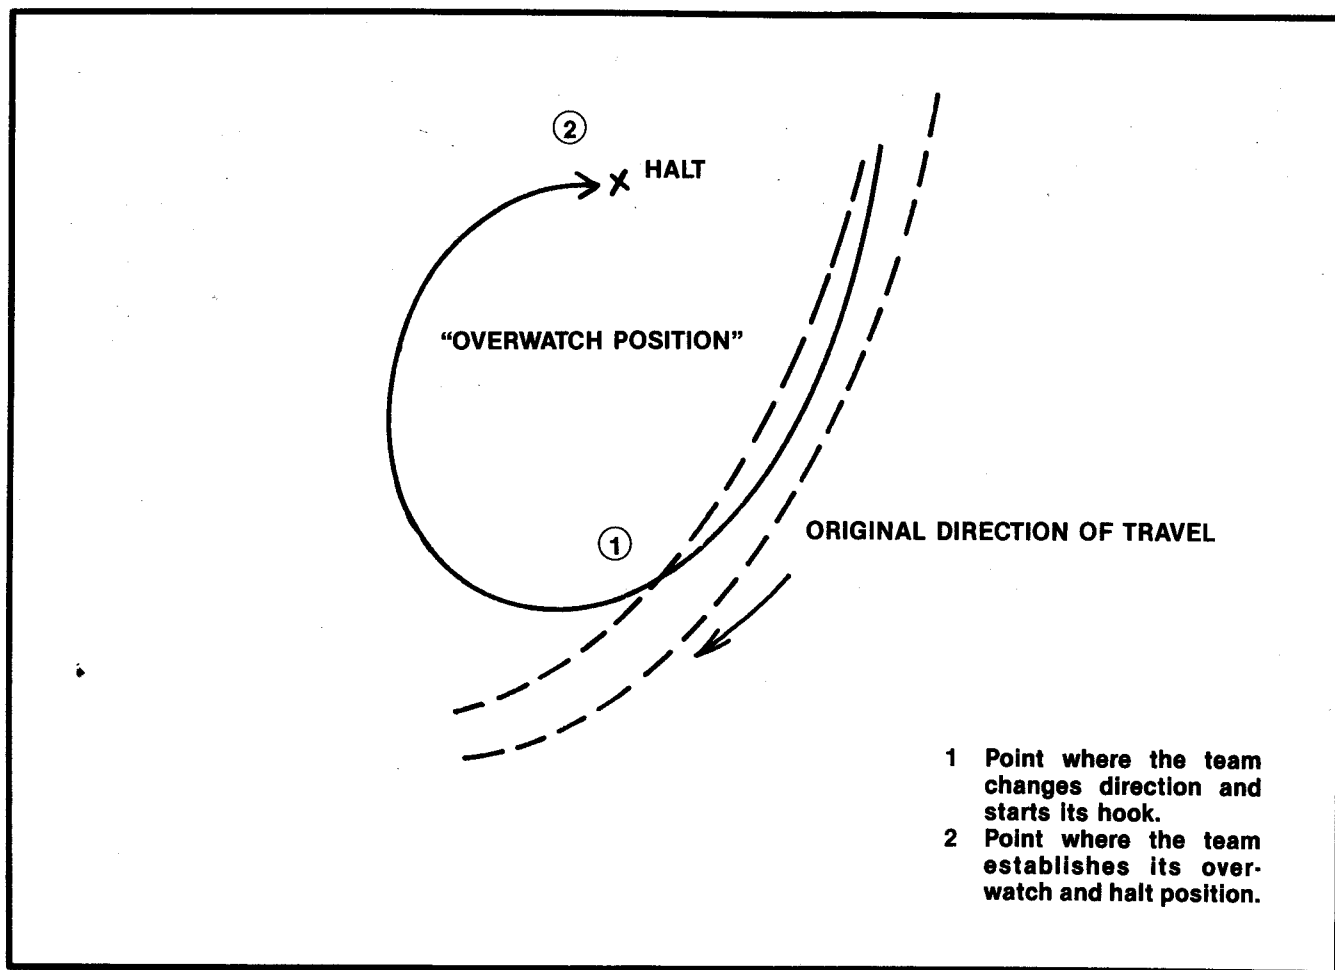 2
HALT
“OVERWATCH POSITION”
1
ORIGINAL DIRECTION OF TRAVEL
1 Point where the team
changes direction and
starts its hook.
2 Point where the team
establishes its over-
watch and halt position.